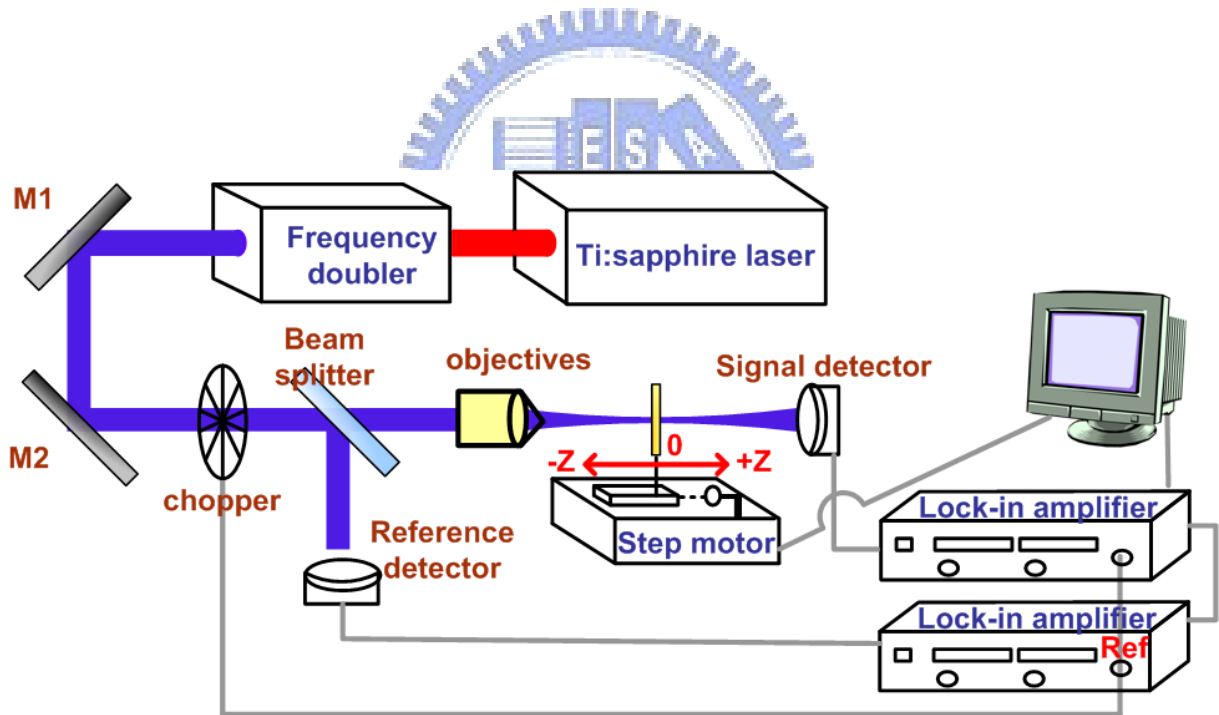 ESA
M1
Frequency
doubler
Ti:sapphire laser
Beam
splitter
objectives
Signal detector
M2
chopper
0
-Z
+Z
Step motor
Reference
detector
Lock-in amplifier
Lock-in amplifier
Ref